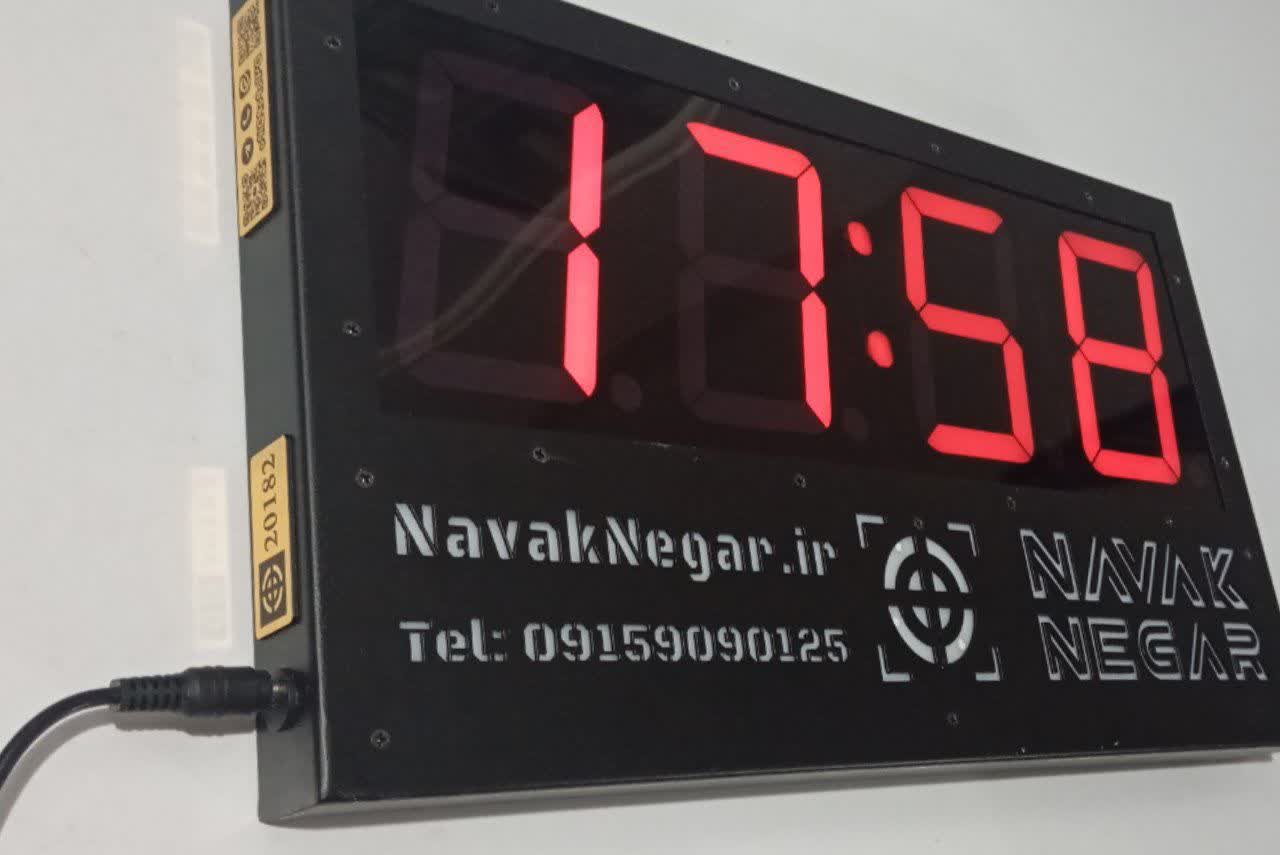 17:58
NavakNegar.ir
Tel: 09159090125
NAVAK
NEGAR
20182